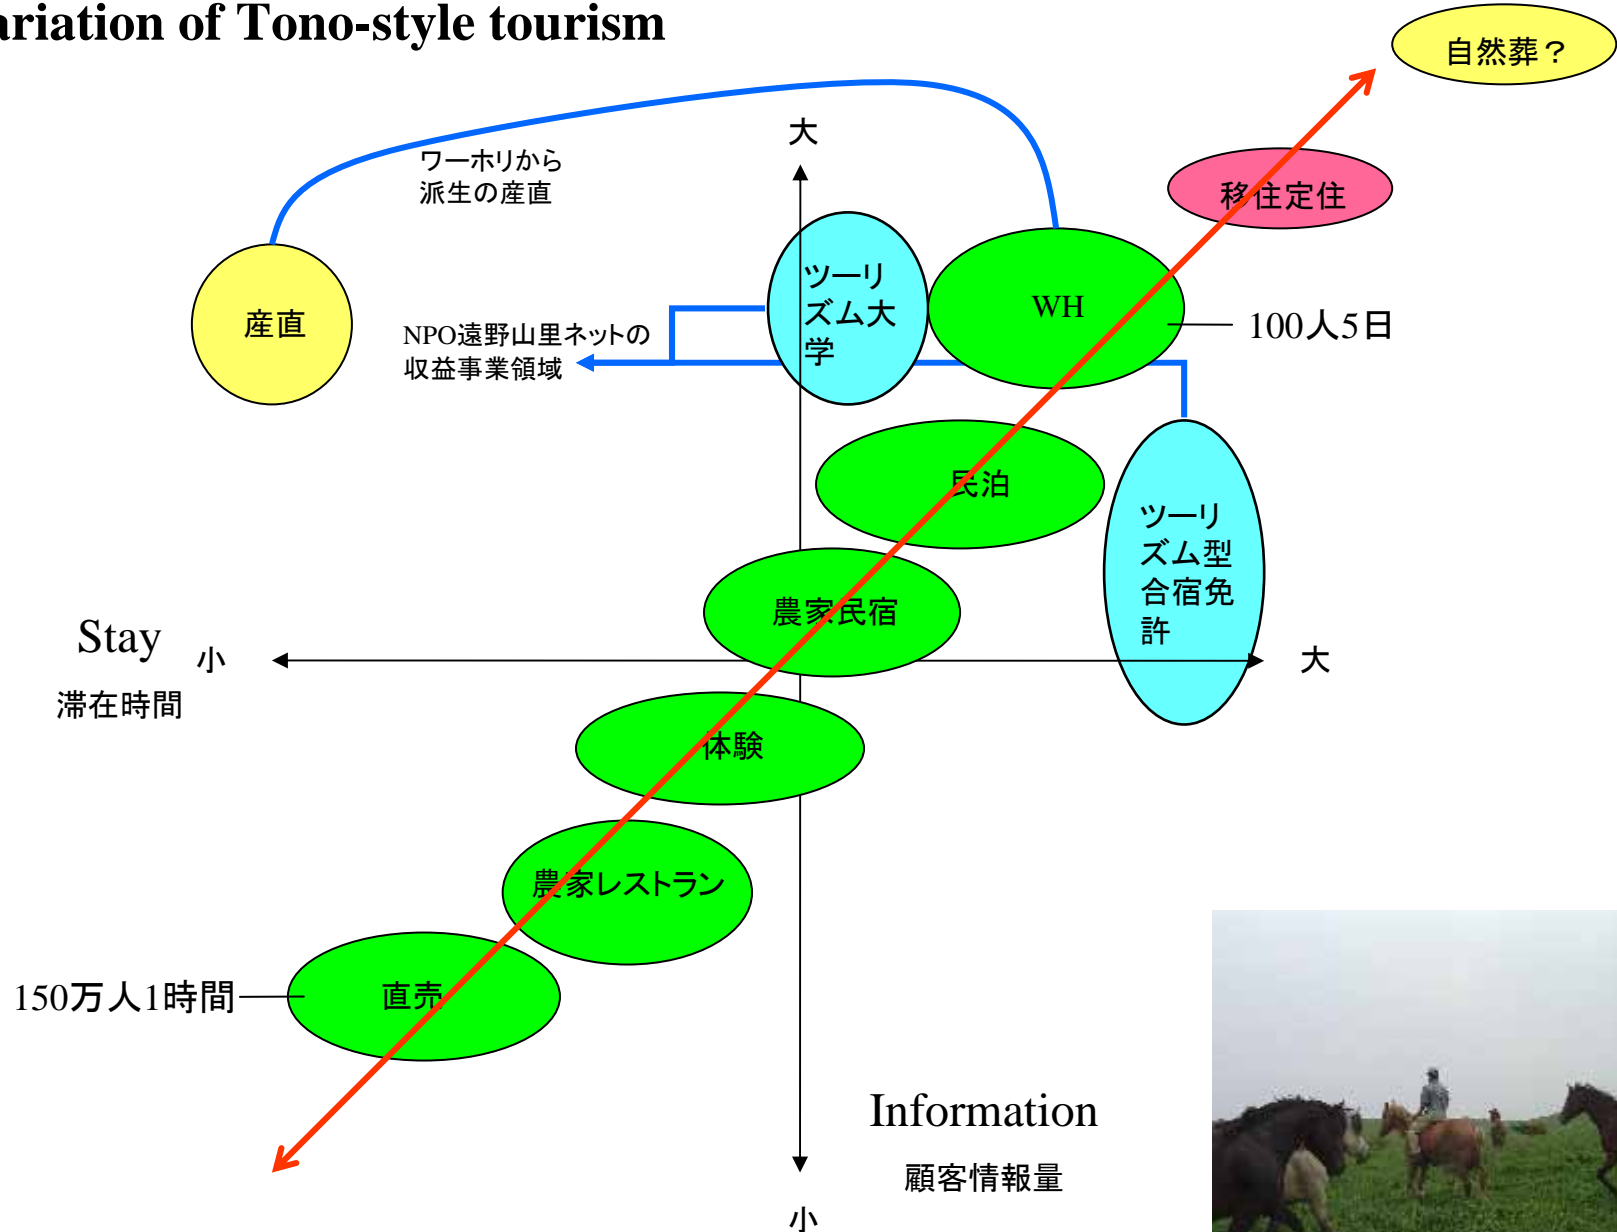 ariation of Tono-style tourism
自然葬？
大
ワーホリから
派生の産直
移住定住
ツーリ
ズム大
学
WH
産直
NPO遠野山里ネットの
収益事業領域
100人5日
民泊
ツーリ
ズム型
合宿免
許
農家民宿
Stay
小
大
滞在時間
体験
農家レストラン
150万人1時間
直売
Information
顧客情報量
小